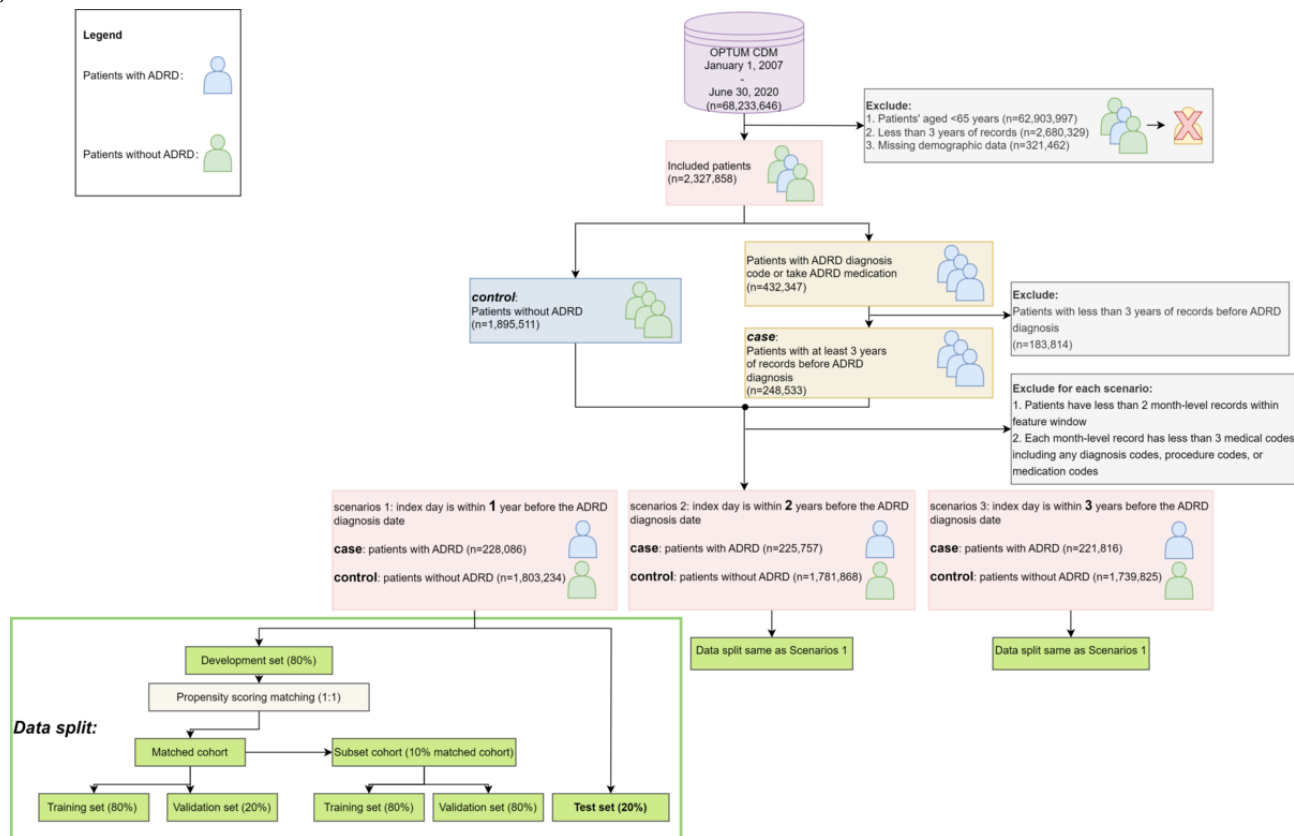 Legend
Patients with ADRD:
Patients without ADRD:
OPTUM CDM
January 1, 2007
-
June 30, 2020
(n=68,233,646)
Exclude:
1. Patients' aged <65 years (n=62,903,997)
2. Less than 3 years of records (n=2,680,329)
3. Missing demographic data (n=321,462)
Included patients
(n=2,327,858)
control:
Patients without ADRD
(n=1,895,511)
Patients with ADRD diagnosis
code or take ADRD medication
(n=432,347)
Exclude:
Patients with less than 3 years of records before ADRD
diagnosis
(n=183,814)
case:
Patients with at least 3 years
of records before ADRD
diagnosis
(n=248,533)
Exclude for each scenario:
1. Patients have less than 2 month-level records within
feature window
2. Each month-level record has less than 3 medical codes
including any diagnosis codes, procedure codes, or
medication codes
scenarios 1: index day is within 1 year before the ADRD
diagnosis date
case: patients with ADRD (n=228,086)
control: patients without ADRD (n=1,803,234)
scenarios 2: index day is within 2 years before the ADRD
diagnosis date
case: patients with ADRD (n=225,757)
control: patients without ADRD (n=1,781,868)
scenarios 3: index day is within 3 years before the ADRD
diagnosis date
case: patients with ADRD (n=221,816)
control: patients without ADRD (n=1,739,825)
Data split same as Scenarios 1
Data split same as Scenarios 1
Data split:
Development set (80%)
Propensity scoring matching (1:1)
Matched cohort
Subset cohort (10% matched cohort)
Training set (80%)
Validation set (20%)
Training set (80%)
Validation set (80%)
Test set (20%)